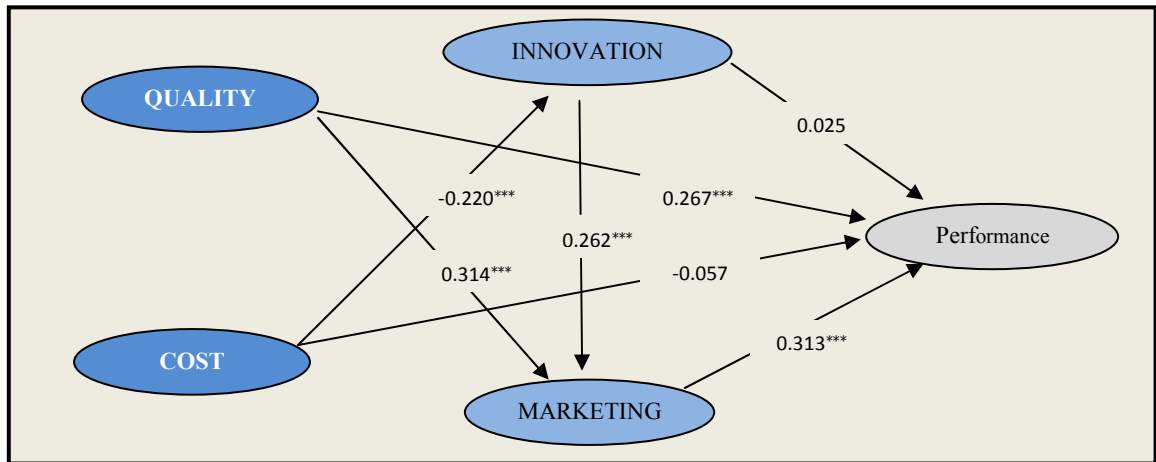 INNOVATION
QUALITY
0.025
-0.220***
0.267***
Performance
0.262***
0.314***
-0.057
0.313***
COST
MARKETING